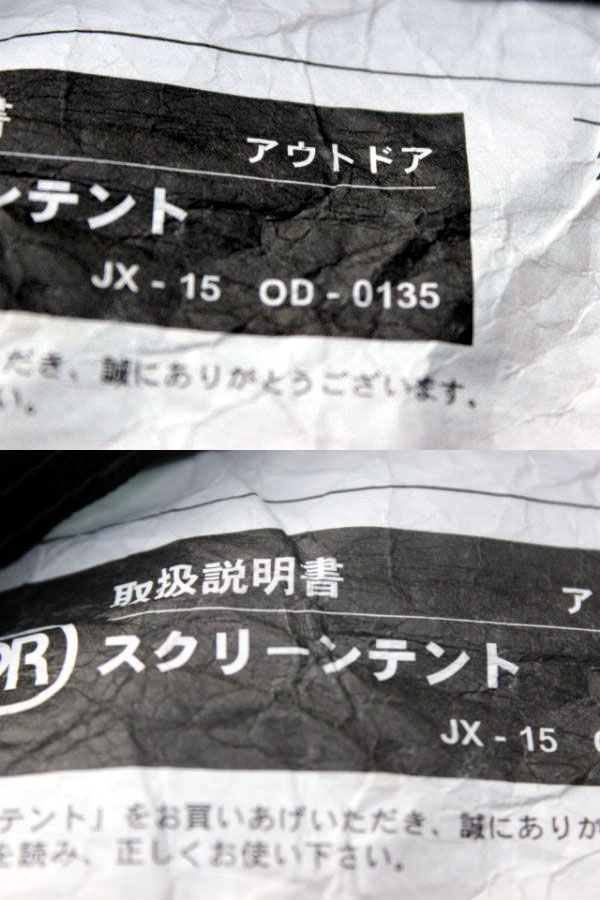 書
アウトドア
ンテント
JX - 15 OD - 0135
だき、誠にありがとうございます。
い。
取扱説明書
ア
スクリーンテント
JX - 15
テント」をお買いあげいただき、誠にありが
を読み、正しくお使い下さい。